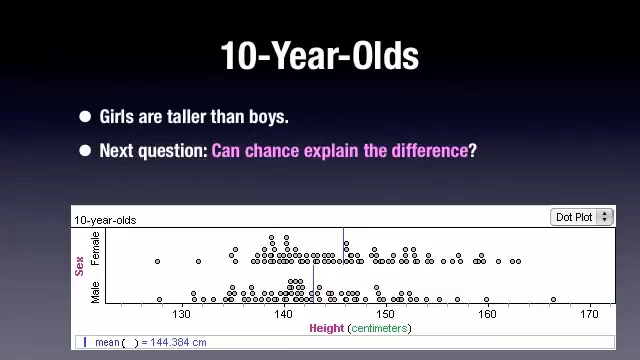 10-Year-Olds
Girls are taller than boys.
Next question: Can chance explain the difference?
10-year-olds
Dot Plot
Sex
Female
Male
130 140 150 160 170
Height (centimeters)
mean ( ) = 144.384 cm